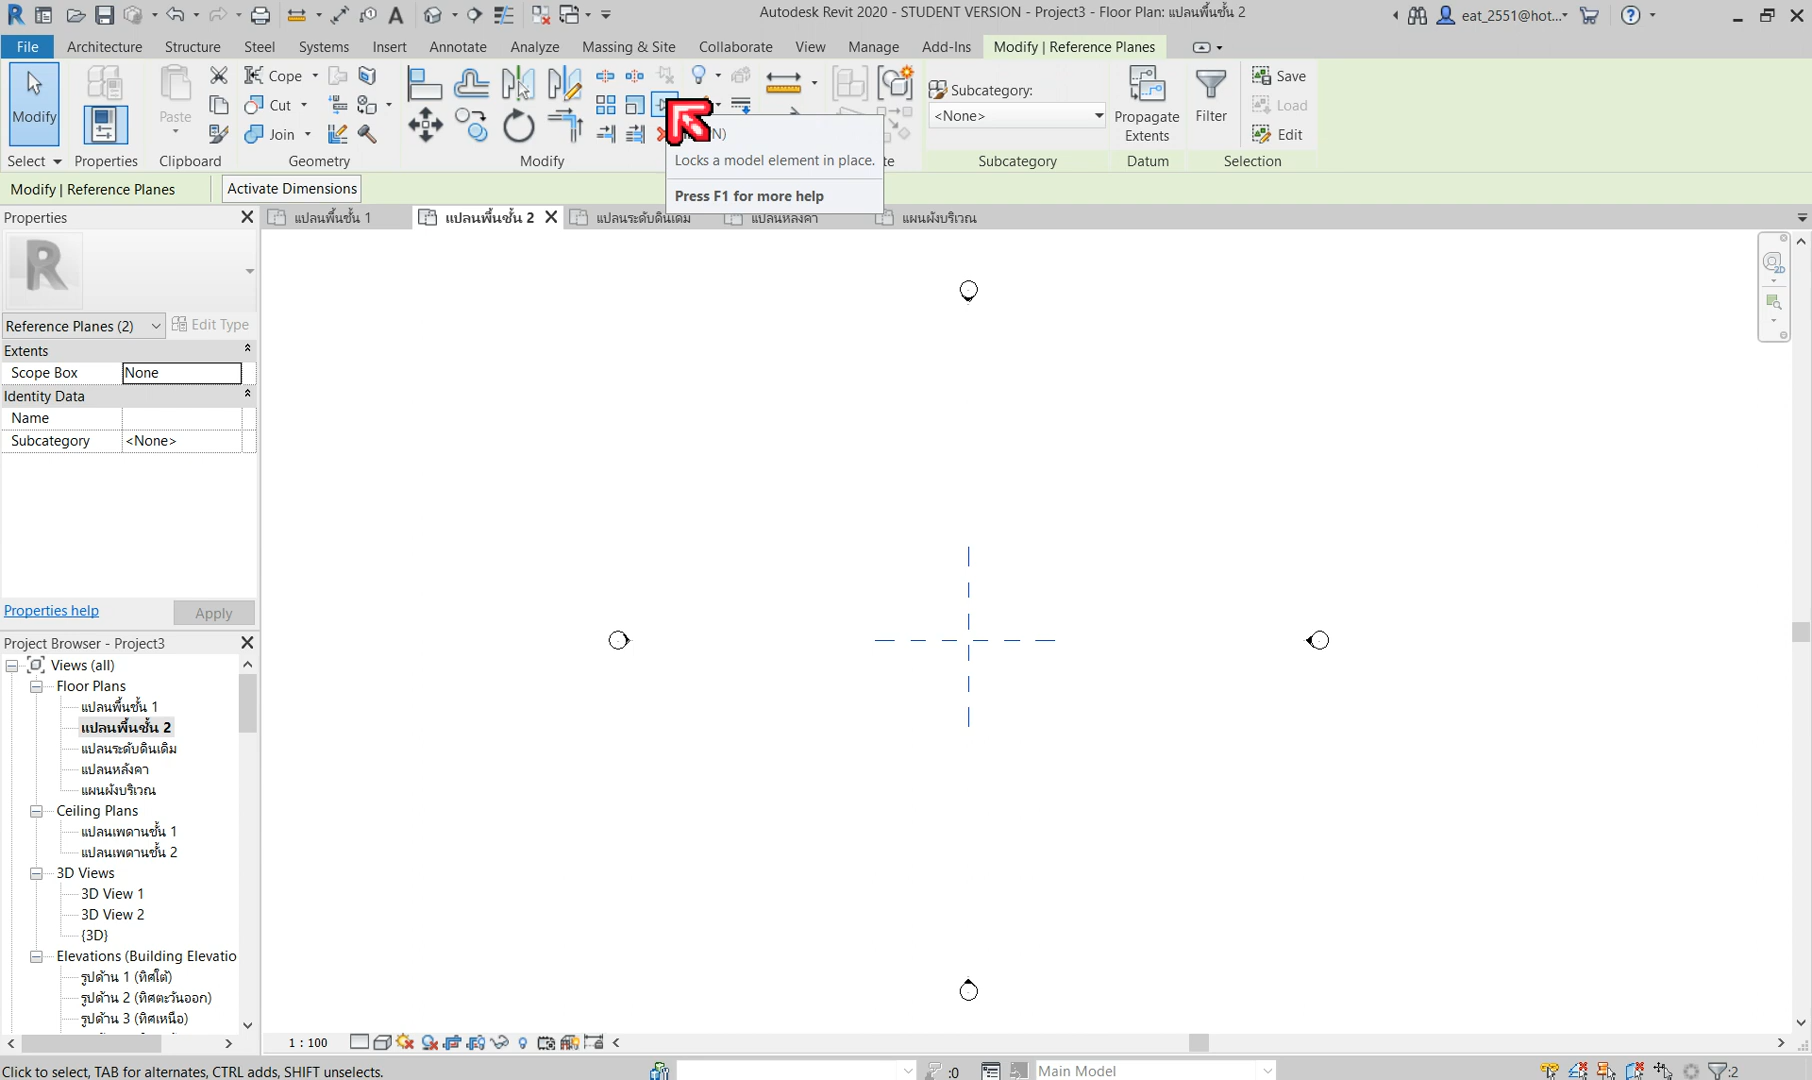 Autodesk Revit 2020 - STUDENT VERSION - Project3 - Floor Plan: แปลนพื้นชั้น 2
eat_2551@hot...
File Architecture Structure Steel Systems Insert Annotate Analyze Massing & Site Collaborate View Manage Add-Ins Modify | Reference Planes
Modify
Paste
Cope
Cut
Join
Subcategory:
<None>
Propagate
Extents
Filter
Save
Load
Edit
Select Properties Clipboard Geometry Modify Subcategory Datum Selection
N)
Locks a model element in place.
Press F1 for more help
Modify | Reference Planes Activate Dimensions
Properties
แปลนพื้นชั้น 1 แปลนพื้นชั้น 2 แปลนระดับดินเดิม แปลนหลังคา แผนผังบริเวณ
2D
Reference Planes (2) Edit Type
Extents
Scope Box None
Identity Data
Name
Subcategory <None>
Properties help Apply
Project Browser - Project3
Views (all)
Floor Plans
แปลนพื้นชั้น 1
แปลนพื้นชั้น 2
แปลนระดับดินเดิม
แปลนหลังคา
แผนผังบริเวณ
Ceiling Plans
แปลนเพดานชั้น 1
แปลนเพดานชั้น 2
3D Views
3D View 1
3D View 2
{3D}
Elevations (Building Elevatio
รูปด้าน 1 (ทิศใต้)
รูปด้าน 2 (ทิศตะวันออก)
รูปด้าน 3 (ทิศเหนือ)
1 : 100
Click to select, TAB for alternates, CTRL adds, SHIFT unselects. :0 Main Model :2